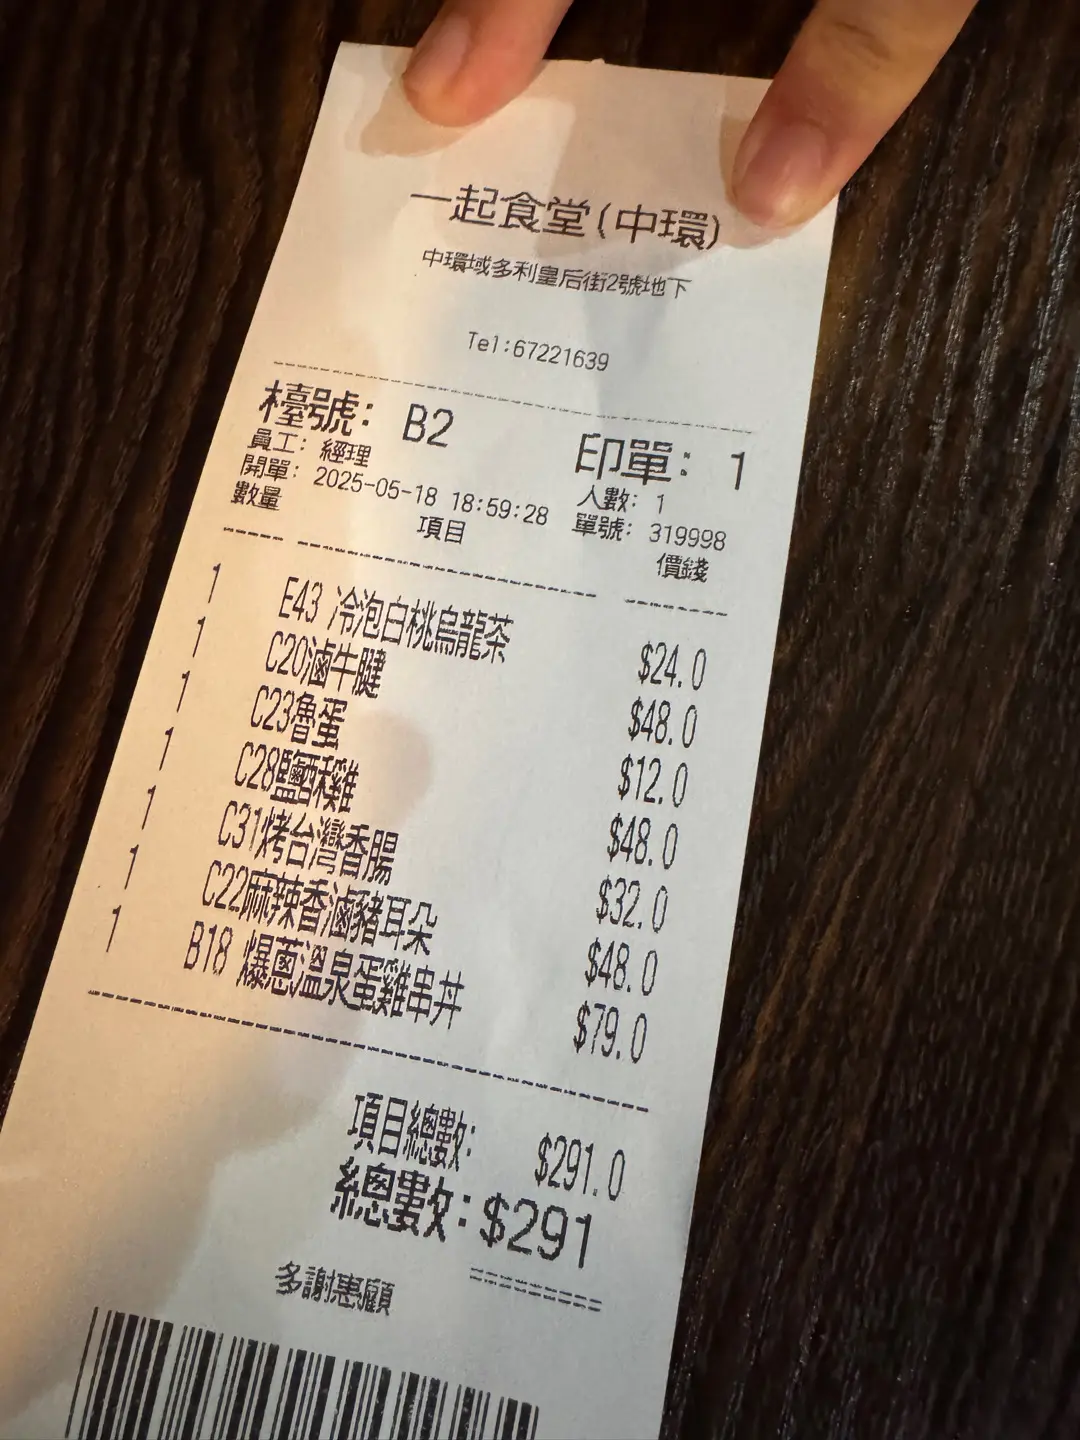 一起食堂(中環)
中環域多利皇后街2號地下
Tel:67221639
檯號: B2 印單: 1
員工: 經理 人數: 1
開單: 2025-05-18 18:59:28 單號: 319998
數量 項目 價錢
1 E43 冷泡白桃烏龍茶 $24.0
1 C20滷牛腱 $48.0
1 C23魯蛋 $12.0
1 C28鹽酥雞 $48.0
1 C31烤台灣香腸 $32.0
1 C22麻辣香滷豬耳朵 $48.0
1 B18 爆蔥溫泉蛋雞串丼 $79.0
項目總數: $291.0
總數: $291
多謝惠顧